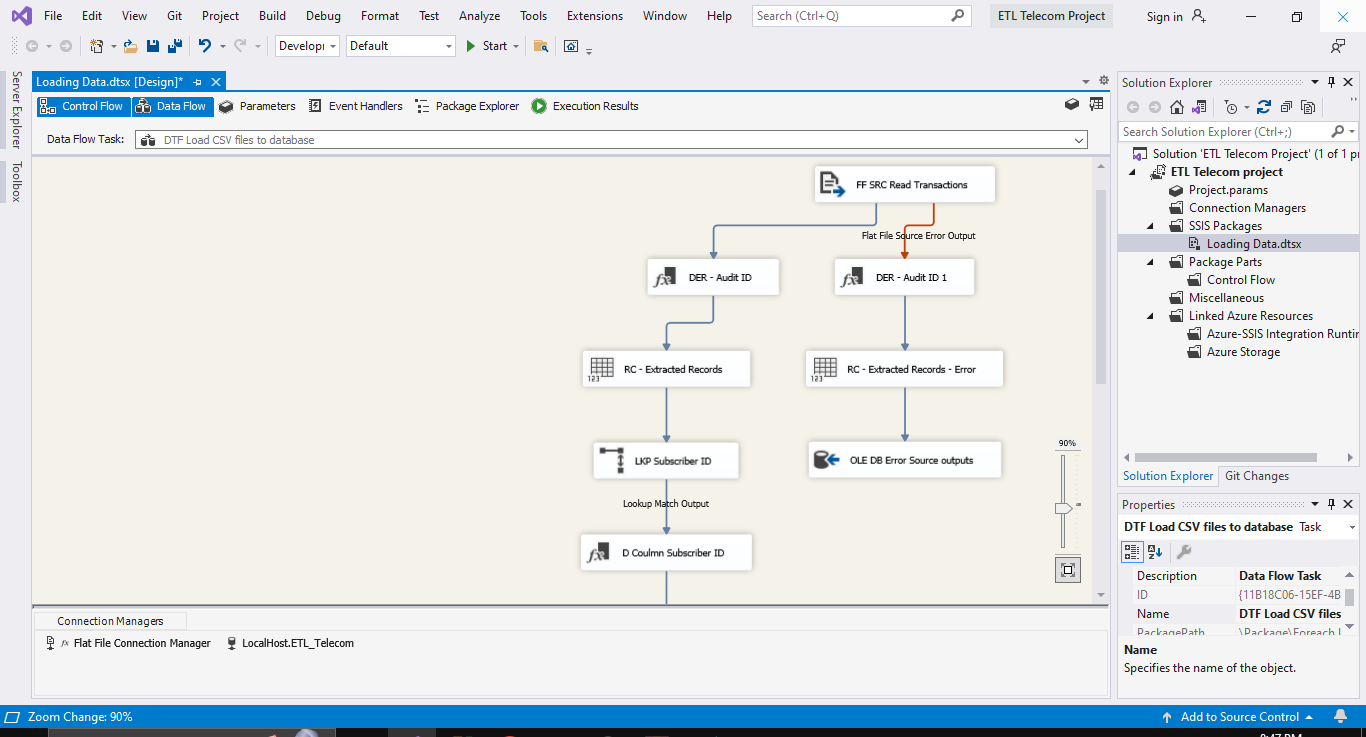 File Edit View Git Project Build Debug Format Test Analyze Tools Extensions Window Help Search (Ctrl+Q) ETL Telecom Project Sign in
Develop Default Start
Server Explorer
Toolbox
Loading Data.dtsx [Design]*
Control Flow Data Flow Parameters Event Handlers Package Explorer Execution Results
Data Flow Task: DTF Load CSV files to database
FF SRC Read Transactions
Flat File Source Error Output
DER - Audit ID DER - Audit ID 1
RC - Extracted Records RC - Extracted Records - Error
LKP Subscriber ID OLE DB Error Source outputs
Lookup Match Output
D Coulmn Subscriber ID
90%
Connection Managers
Flat File Connection Manager LocalHost.ETL_Telecom
Solution Explorer
Search Solution Explorer (Ctrl+;)
Solution 'ETL Telecom Project' (1 of 1 p
ETL Telecom project
Project.params
Connection Managers
SSIS Packages
Loading Data.dtsx
Package Parts
Control Flow
Miscellaneous
Linked Azure Resources
Azure-SSIS Integration Runtir
Azure Storage
Solution Explorer Git Changes
Properties
DTF Load CSV files to database Task
Description Data Flow Task
ID {11B18C06-15EF-4B
Name DTF Load CSV files
PackagePath \Package\Foreach L
Name
Specifies the name of the object.
Zoom Change: 90% Add to Source Control